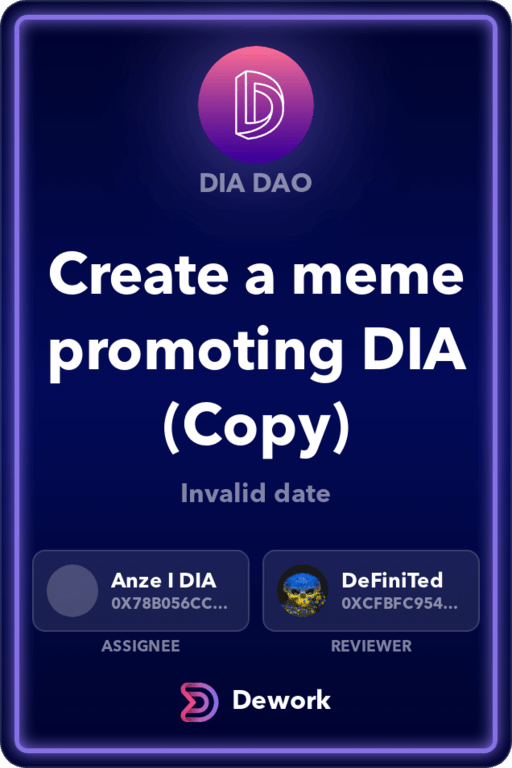 DIA DAO
Create a meme
promoting DIA
(Copy)
Invalid date
Anze I DIA
0X78B056CC...
DeFiniTed
0XCFBFC954...
ASSIGNEE
REVIEWER
Dework